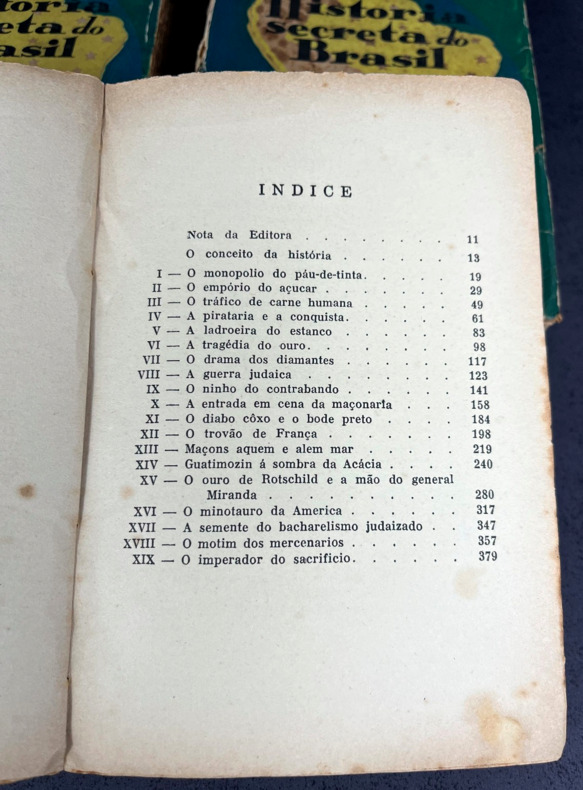 toria
eta do
asil
Historia
secreta do
Brasil
INDICE
Nota da Editora . . . . . . . . 11
O conceito da história . . . . . . 13
I — O monopolio do páu-de-tinta. . . . . . 19
II — O empório do açucar . . . . . . . 29
III — O tráfico de carne humana . . . . . 49
IV — A pirataria e a conquista. . . . . . 61
V — A ladroeira do estanco . . . . . . 83
VI — A tragédia do ouro. . . . . . . . 98
VII — O drama dos diamantes . . . . . . 117
VIII — A guerra judaica . . . . . . . 123
IX — O ninho do contrabando . . . . . . 141
X — A entrada em cena da maçonaria . . . 158
XI — O diabo côxo e o bode preto . . . . 184
XII — O trovão de França . . . . . . . 198
XIII — Maçons aquem e alem mar . . . . . 219
XIV — Guatimozin á sombra da Acácia . . . . 240
XV — O ouro de Rotschild e a mão do general
Miranda . . . . . . . . . . 280
XVI — O minotauro da America . . . . . . 317
XVII — A semente do bacharelismo judaizado . . 347
XVIII — O motim dos mercenarios . . . . . . 357
XIX — O imperador do sacrificio. . . . . . 379